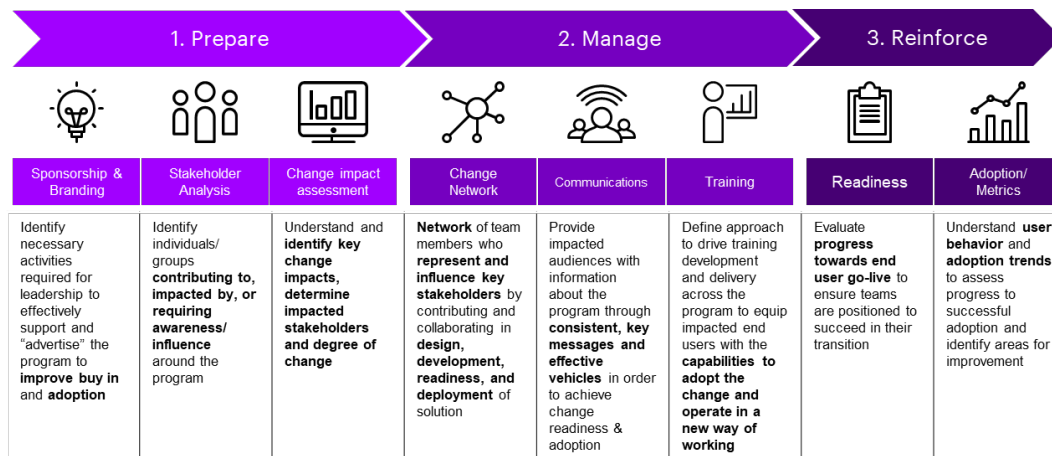 1. Prepare
2. Manage
3. Reinforce
Sponsorship &
Branding
Stakeholder
Analysis
Change impact
assessment
Change
Network
Communications
Training
Readiness
Adoption/
Metrics
Identify
necessary
activities
required for
leadership to
effectively
support and
“advertise” the
program to
improve buy in
and adoption
Identify
individuals/
groups
contributing to,
impacted by, or
requiring
awareness/
influence
around the
program
Understand and
identify key
change
impacts,
determine
impacted
stakeholders
and degree of
change
Network of team
members who
represent and
influence key
stakeholders by
contributing and
collaborating in
design,
development,
readiness, and
deployment of
solution
Provide
impacted
audiences with
information
about the
program through
consistent, key
messages and
effective
vehicles in order
to achieve
change
readiness &
adoption
Define approach
to drive training
development
and delivery
across the
program to equip
impacted end
users with the
capabilities to
adopt the
change and
operate in a
new way of
working
Evaluate
progress
towards end
user go-live to
ensure teams
are positioned to
succeed in their
transition
Understand user
behavior and
adoption trends
to assess
progress to
successful
adoption and
identify areas for
improvement